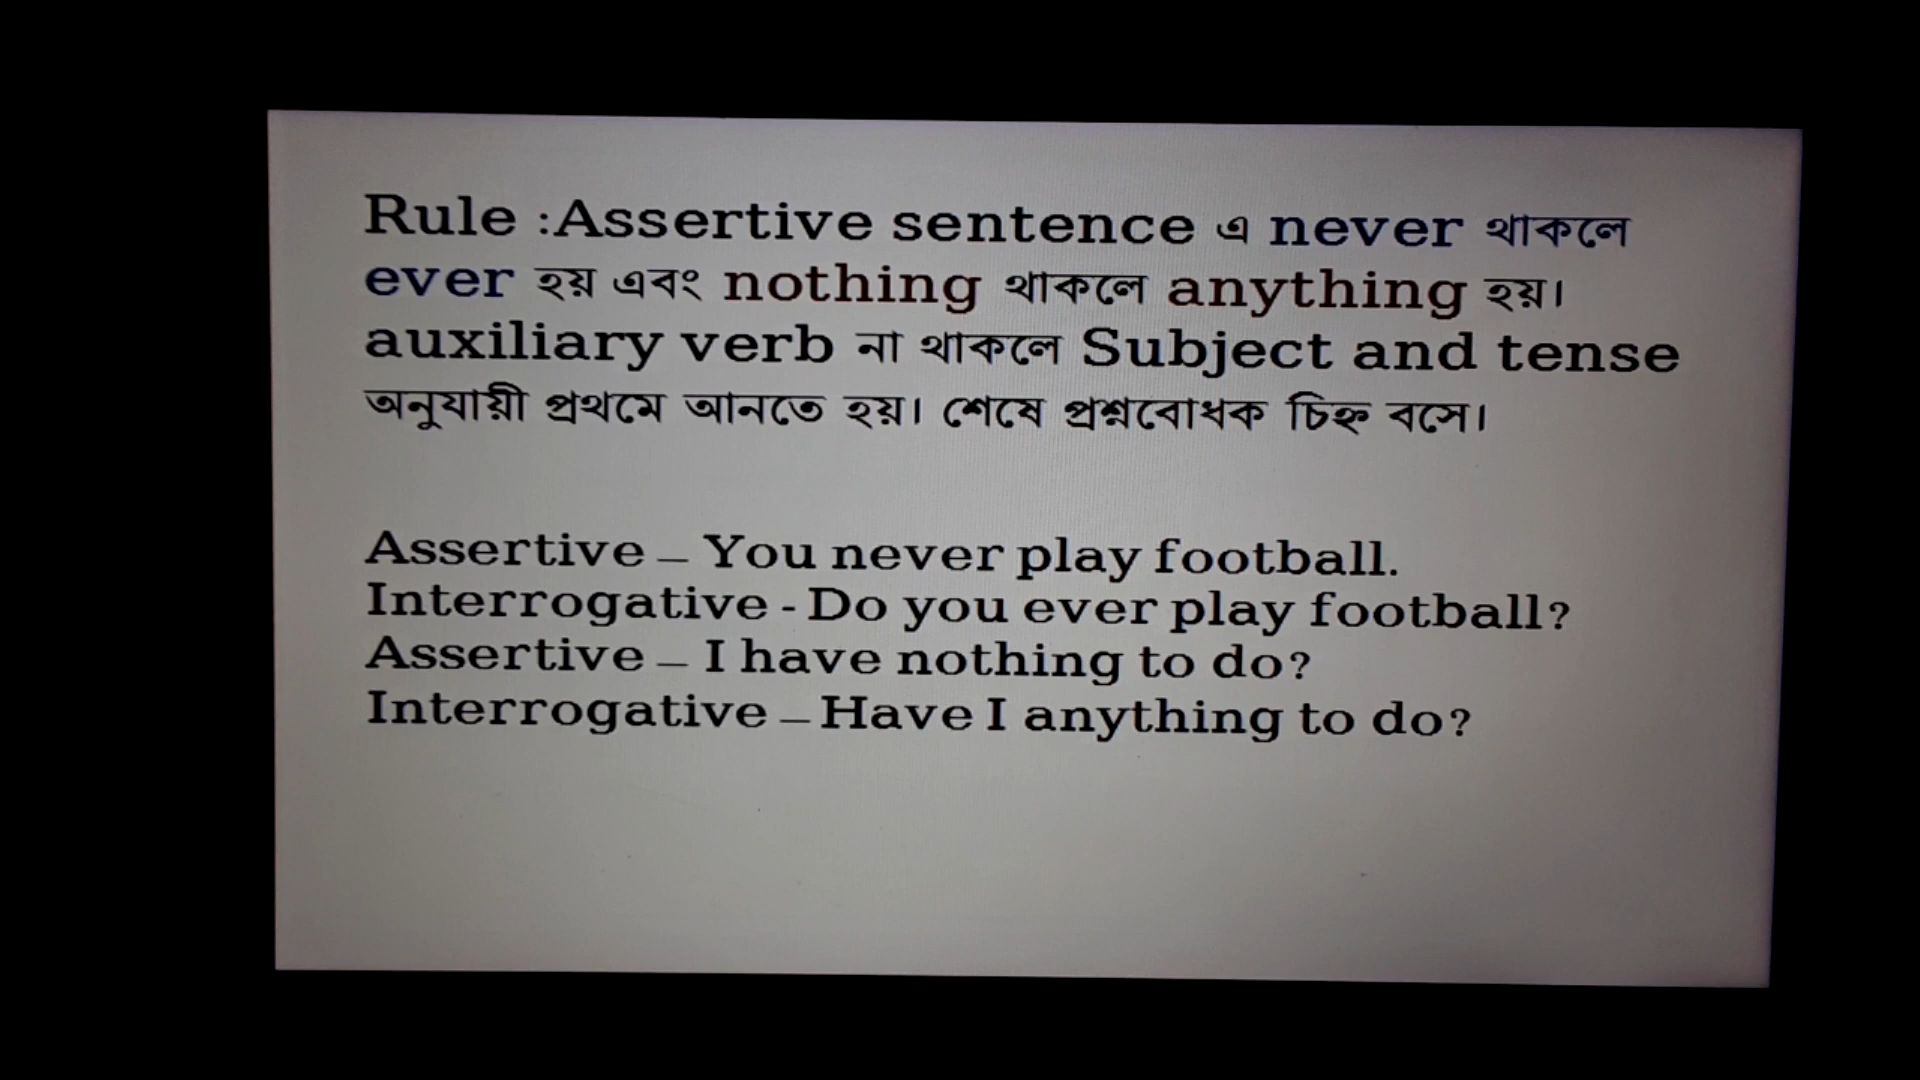 Rule :Assertive sentence এ never থাকলে
ever হয় এবং nothing থাকলে anything হয়।
auxiliary verb না থাকলে Subject and tense
অনুযায়ী প্রথমে আনতে হয়। শেষে প্রশ্নবোধক চিহ্ন বসে।
Assertive – You never play football.
Interrogative - Do you ever play football?
Assertive – I have nothing to do?
Interrogative – Have I anything to do?